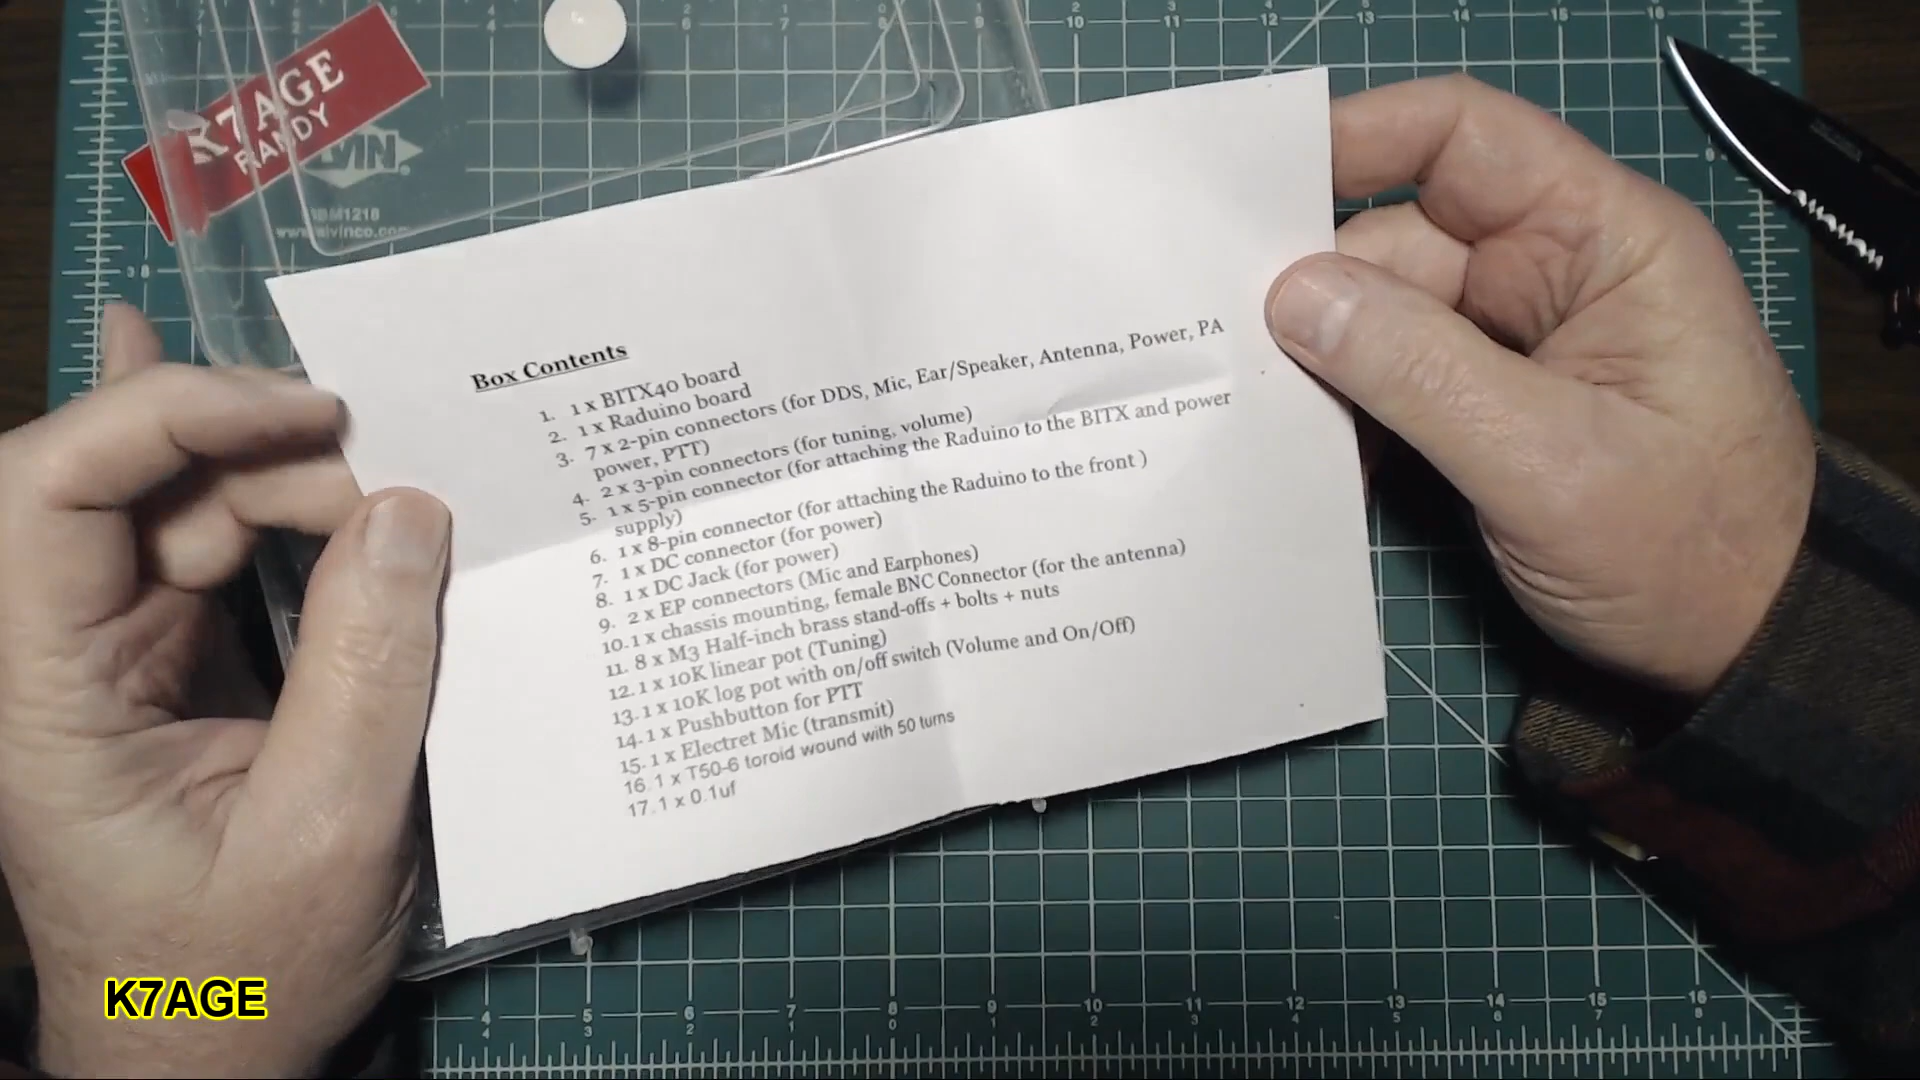 K7AGE
RANDY
Box Contents
1. 1 x BITX40 board
2. 1 x Raduino board
3. 7 x 2-pin connectors (for DDS, Mic, Ear/Speaker, Antenna, Power, PA
power, PTT)
4. 2 x 3-pin connectors (for tuning, volume)
5. 1 x 5-pin connector (for attaching the Raduino to the BITX and power
supply)
6. 1 x 8-pin connector (for attaching the Raduino to the front )
7. 1 x DC connector (for power)
8. 1 x DC Jack (for power)
9. 2 x EP connectors (Mic and Earphones)
10. 1 x chassis mounting, female BNC Connector (for the antenna)
11. 8 x M3 Half-inch brass stand-offs + bolts + nuts
12. 1 x 10K linear pot (Tuning)
13. 1 x 10K log pot with on/off switch (Volume and On/Off)
14. 1 x Pushbutton for PTT
15. 1 x Electret Mic (transmit)
16. 1 x T50-6 toroid wound with 50 turns
17. 1 x 0.1uf
K7AGE